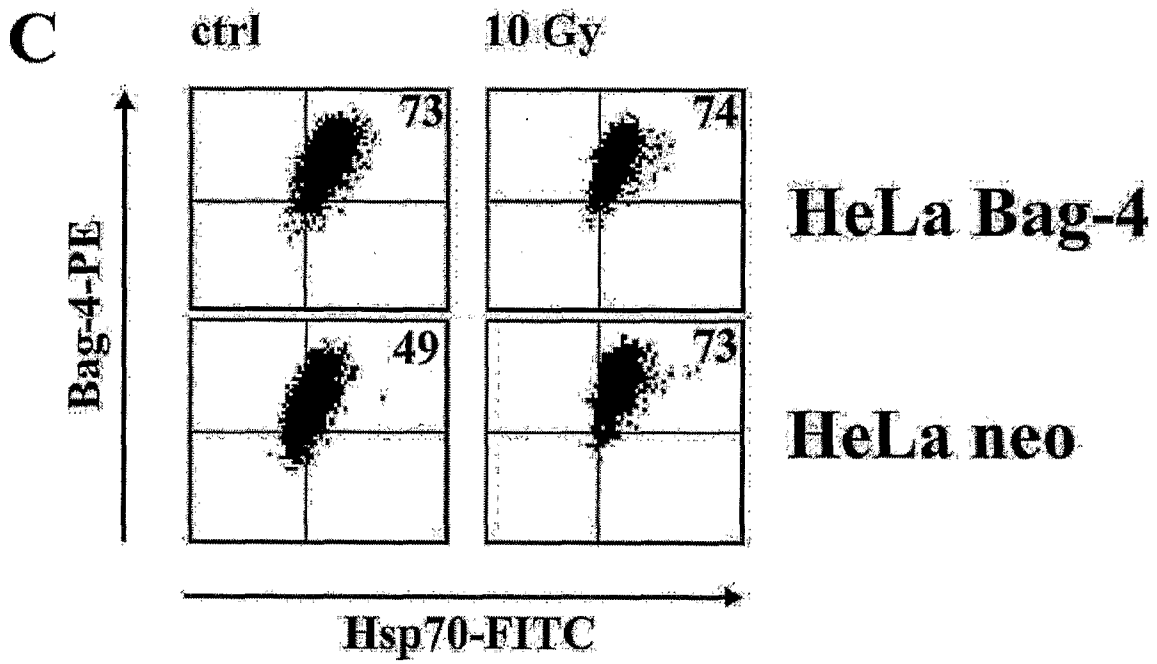 C
ctrl 10 Gy
73 74
HeLa Bag-4
Bag-4-PE
49 73
HeLa neo
Hsp70-FITC